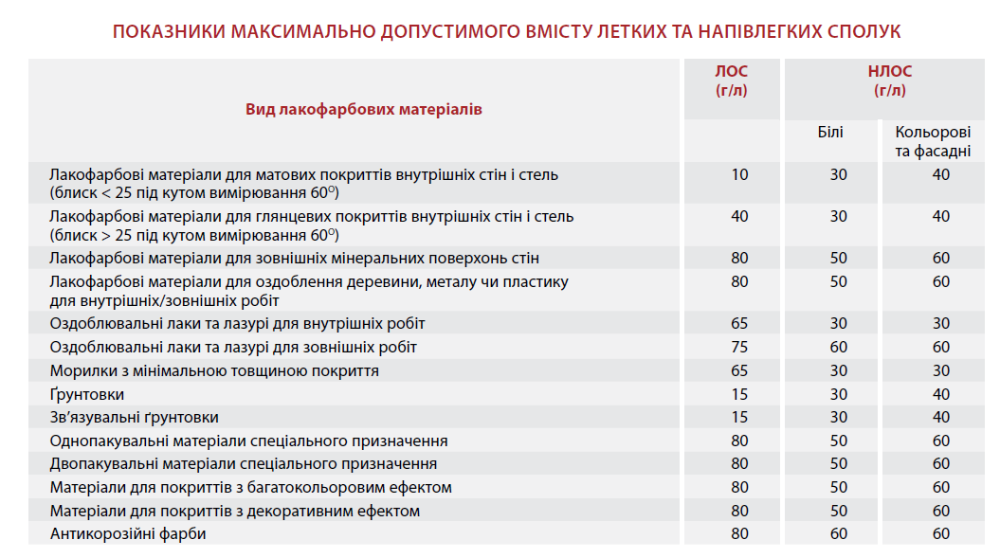 ПОКАЗНИКИ МАКСИМАЛЬНО ДОПУСТИМОГО ВМІСТУ ЛЕТКИХ ТА НАПІВЛЕГКИХ СПОЛУК
Вид лакофарбових матеріалів
ЛОС
(г/л)
НЛОС
(г/л)
Білі
Кольорові
та фасадні
Лакофарбові матеріали для матових покриттів внутрішніх стін і стель
(блиск < 25 під кутом вимірювання 60°) 10 30 40
Лакофарбові матеріали для глянцевих покриттів внутрішніх стін і стель
(блиск > 25 під кутом вимірювання 60°) 40 30 40
Лакофарбові матеріали для зовнішніх мінеральних поверхонь стін 80 50 60
Лакофарбові матеріали для оздоблення деревини, металу чи пластику
для внутрішніх/зовнішніх робіт 80 50 60
Оздоблювальні лаки та лазурі для внутрішніх робіт 65 30 30
Оздоблювальні лаки та лазурі для зовнішніх робіт 75 60 60
Морилки з мінімальною товщиною покриття 65 30 30
Ґрунтовки 15 30 40
Зв’язувальні ґрунтовки 15 30 40
Однопакувальні матеріали спеціального призначення 80 50 60
Двопакувальні матеріали спеціального призначення 80 50 60
Матеріали для покриттів з багатокольоровим ефектом 80 50 60
Матеріали для покриттів з декоративним ефектом 80 50 60
Антикорозійні фарби 80 60 60